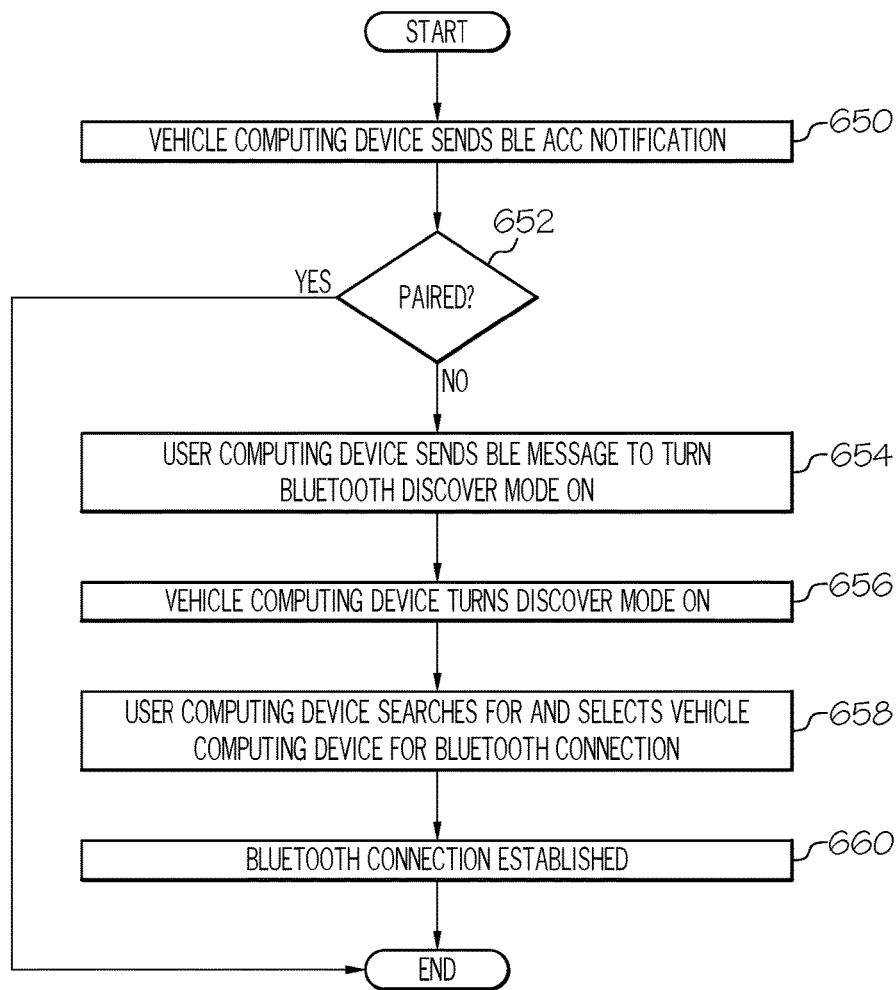 START
VEHICLE COMPUTING DEVICE SENDS BLE ACC NOTIFICATION
650
652
YES
PAIRED?
NO
USER COMPUTING DEVICE SENDS BLE MESSAGE TO TURN
BLUETOOTH DISCOVER MODE ON
654
VEHICLE COMPUTING DEVICE TURNS DISCOVER MODE ON
656
USER COMPUTING DEVICE SEARCHES FOR AND SELECTS VEHICLE
COMPUTING DEVICE FOR BLUETOOTH CONNECTION
658
BLUETOOTH CONNECTION ESTABLISHED
660
END